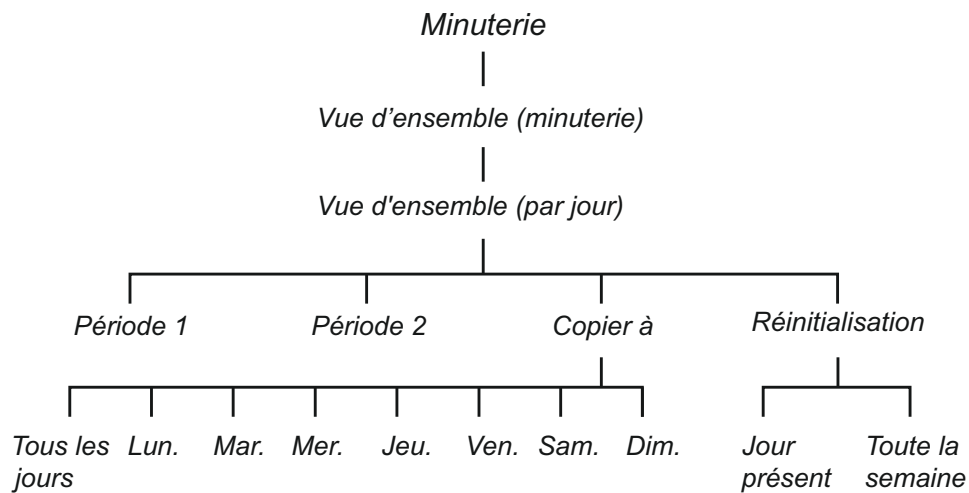 Minuterie
Vue d’ensemble (minuterie)
Vue d'ensemble (par jour)
Période 1
Période 2
Copier à
Réinitialisation
Tous les jours
Lun.
Mar.
Mer.
Jeu.
Ven.
Sam.
Dim.
Jour présent
Toute la semaine